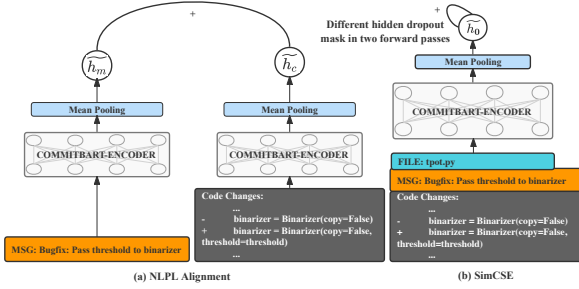 +
h̃m
Mean Pooling
COMMITBART-ENCODER
MSG: Bugfix: Pass threshold to binarizer
h̃c
Mean Pooling
COMMITBART-ENCODER
Code Changes:
...
- binarizer = Binarizer(copy=False)
+ binarizer = Binarizer(copy=False,
threshold=threshold)
...
(a) NLPL Alignment
+
Different hidden dropout
mask in two forward passes
h̃0
Mean Pooling
COMMITBART-ENCODER
FILE: tpot.py
MSG: Bugfix: Pass threshold to binarizer
Code Changes:
...
- binarizer = Binarizer(copy=False)
+ binarizer = Binarizer(copy=False,
threshold=threshold)
...
(b) SimCSE